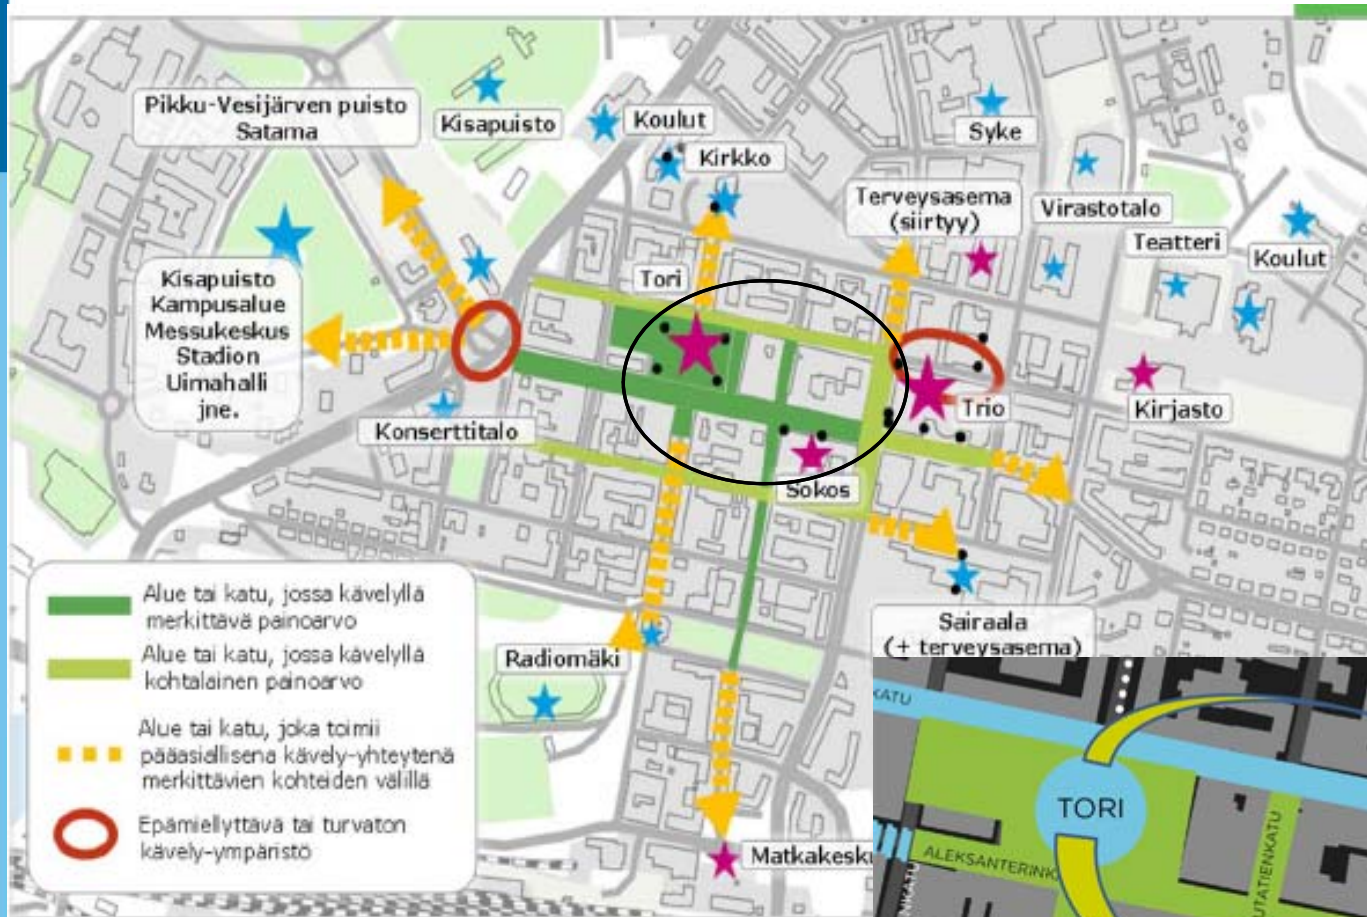 Pikku-Vesijärven puisto
Satama
Kisapuisto
Koulut
Kirkko
Syke
Terveysasema
(siirtyy)
Virastotalo
Teatteri
Koulut
Tori
Kisapuisto
Kampusalue
Messukeskus
Stadion
Uimahalli
jne.
Konserttitalo
Trio
Kirjasto
Sokos
Radiomäki
Sairaala
(+ terveysasema)
Matkakesku
Alue tai katu, jossa kävelyllä
merkittävä painoarvo
Alue tai katu, jossa kävelyllä
kohtalainen painoarvo
Alue tai katu, joka toimii
pääasiallisena kävely-yhteytenä
merkittävien kohteiden välillä
Epämiellyttävä tai turvaton
kävely-ympäristö
KATU
TORI
ALEKSANTERINK
NKATU
UTATIENKATU